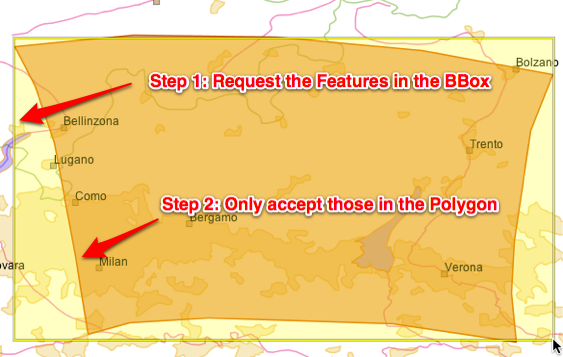 Bolzano
Step 1: Request the Features in the BBox
Bellinzona
Trento
Lugano
Como
Step 2: Only accept those in the Polygon
Bergamo
Milan
ovara
Verona